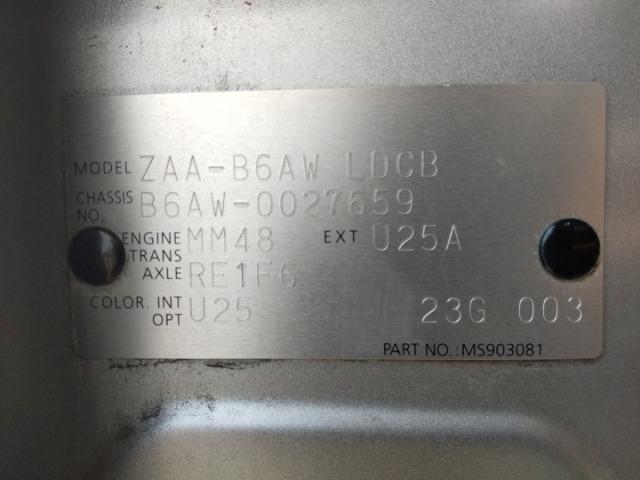 MODEL ZAA-B6AW LDCB
CHASSIS NO. B6AW-0027659
ENGINE MM48 EXT U25A
TRANS AXLE RE1F6
COLOR. INT OPT U25 23G 003
PART NO.:MS903081